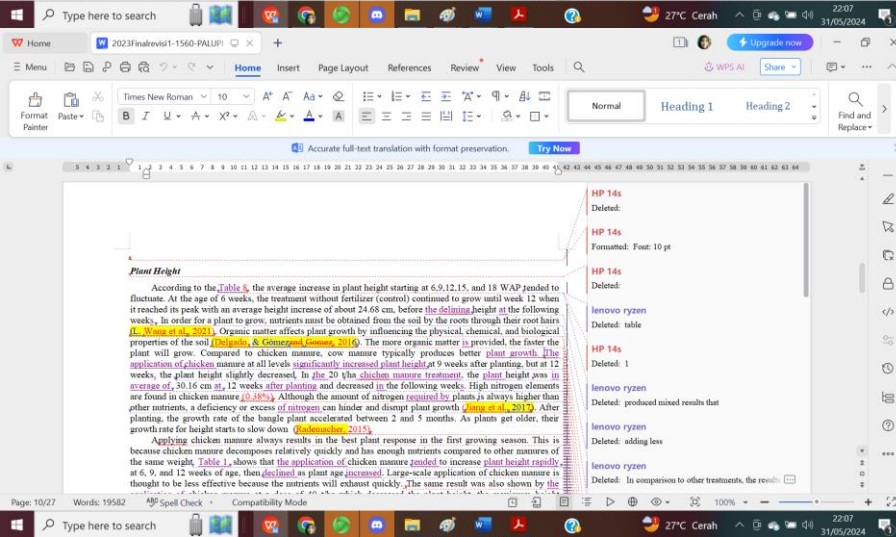 Type here to search
27°C Cerah
22:07
31/05/2024
Home
2023Finalrevisi1-1560-PALUPI
Upgrade now
Menu
Home Insert Page Layout References Review View Tools
WPS AI
Share
Format Painter
Paste
Times New Roman
10
Normal
Heading 1
Heading 2
Find and Replace
Accurate full-text translation with format preservation.
Try Now
Plant Height
According to the Table 8, the average increase in plant height starting at 6,9,12,15, and 18 WAP tended to
fluctuate. At the age of 6 weeks, the treatment without fertilizer (control) continued to grow until week 12 when
it reached its peak with an average height increase of about 24.68 cm, before the delining height at the following
weeks. In order for a plant to grow, nutrients must be obtained from the soil by the roots through their root hairs
(L. Wang et al., 2021). Organic matter affects plant growth by influencing the physical, chemical, and biological
properties of the soil (Delgado, & Gómez and Gomez, 2016). The more organic matter is provided, the faster the
plant will grow. Compared to chicken manure, cow manure typically produces better plant growth. The
application of chicken manure at all levels significantly increased plant height at 9 weeks after planting, but at 12
weeks, the plant height slightly decreased. In the 20 t/ha chichen manure treatment, the plant height was in
average of 30.16 cm at 12 weeks after planting and decreased in the following weeks. High nitrogen elements
are found in chicken manure (0.38%). Although the amount of nitrogen required by plants is always higher than
other nutrients, a deficiency or excess of nitrogen can hinder and disrupt plant growth (Jiang et al., 2017). After
planting, the growth rate of the bangle plant accelerated between 2 and 5 months. As plants get older, their
growth rate for height starts to slow down (Rademacher, 2015).
Applying chicken manure always results in the best plant response in the first growing season. This is
because chicken manure decomposes relatively quickly and has enough nutrients compared to other manures of
the same weight. Table 1, shows that the application of chicken manure tended to increase plant height rapidly
at 6, 9, and 12 weeks of age, then declined as plant age increased. Large-scale application of chicken manure is
thought to be less effective because the nutrients will exhaust quickly. The same result was also shown by the
HP 14s
Deleted:
HP 14s
Formatted: Font: 10 pt
HP 14s
Deleted:
lenovo ryzen
Deleted: table
HP 14s
Deleted: 1
lenovo ryzen
Deleted: produced mixed results that
lenovo ryzen
Deleted: adding less
lenovo ryzen
Deleted: In comparison to other treatments, the results
Page: 10/27 Words: 19582 Spell Check Compatibility Mode
100%
Type here to search
27°C Cerah
22:07
31/05/2024